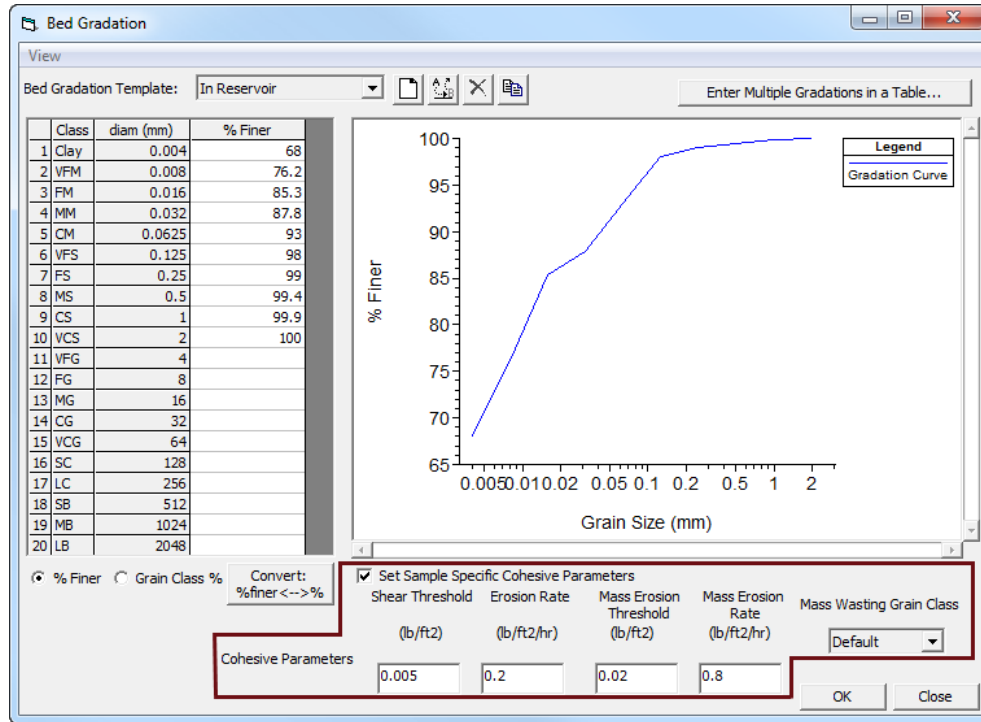 Bed Gradation
View
Bed Gradation Template: In Reservoir
Enter Multiple Gradations in a Table...
Class diam (mm) % Finer
1 Clay 0.004 68
2 VFM 0.008 76.2
3 FM 0.016 85.3
4 MM 0.032 87.8
5 CM 0.0625 93
6 VFS 0.125 98
7 FS 0.25 99
8 MS 0.5 99.4
9 CS 1 99.9
10 VCS 2 100
11 VFG 4
12 FG 8
13 MG 16
14 CG 32
15 VCG 64
16 SC 128
17 LC 256
18 SB 512
19 MB 1024
20 LB 2048
% Finer
100
95
90
85
80
75
70
65
0.005 0.01 0.02 0.05 0.1 0.2 0.5 1 2
Grain Size (mm)
Legend
Gradation Curve
% Finer Grain Class %
Convert:
%finer<-->%
Set Sample Specific Cohesive Parameters
Shear Threshold Erosion Rate Mass Erosion Mass Erosion Mass Wasting Grain Class
Threshold Rate
(lb/ft2) (lb/ft2/hr) (lb/ft2) (lb/ft2/hr) Default
Cohesive Parameters
0.005 0.2 0.02 0.8
OK Close